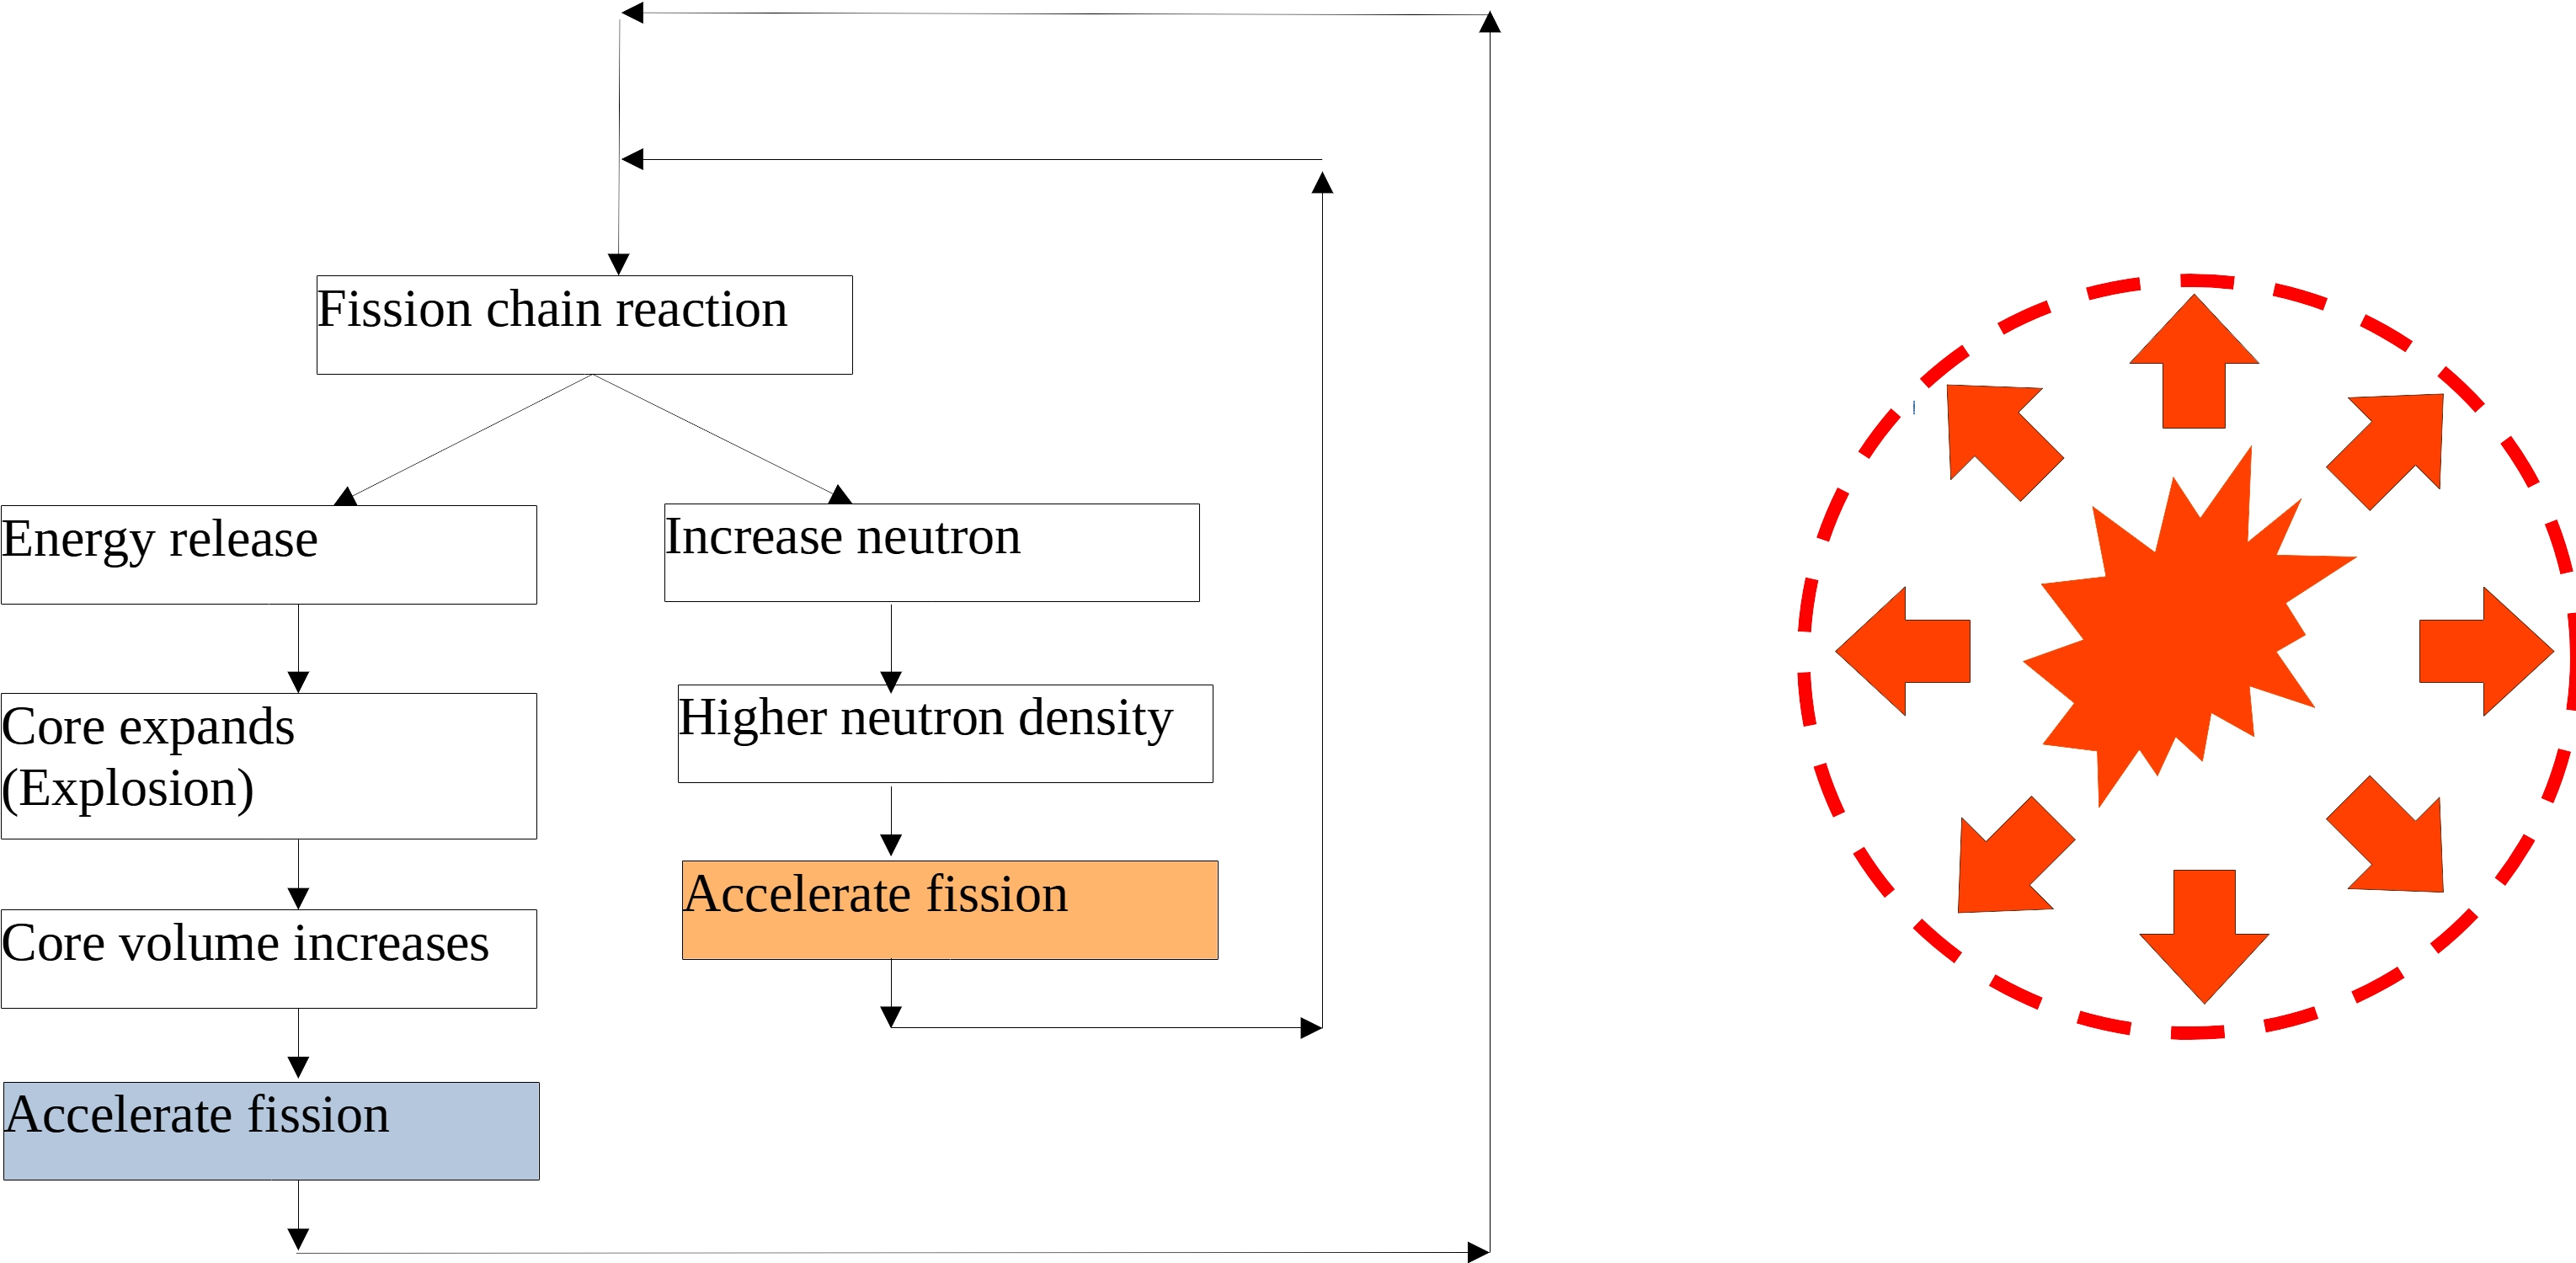 Fission chain reaction
Energy release
Increase neutron
Core expands
(Explosion)
Higher neutron density
Accelerate fission
Core volume increases
Accelerate fission